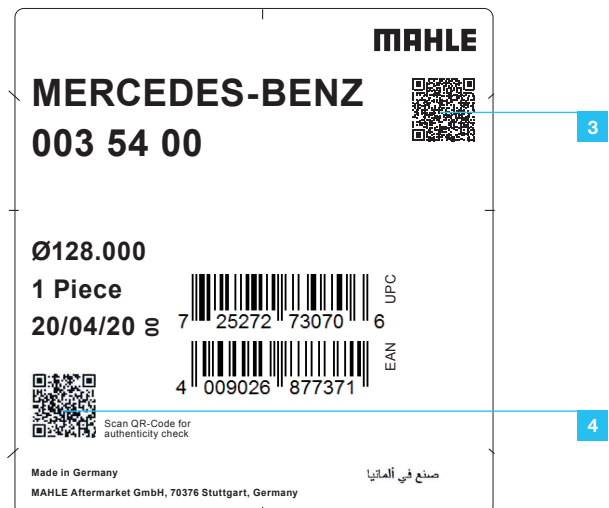 MAHLE
MERCEDES-BENZ
003 54 00
3
Ø128.000
1 Piece
20/04/20 00
7 25272 73070 6
UPC
4 009026 877371
EAN
Scan QR-Code for
authenticity check
4
Made in Germany
صنع في ألمانيا
MAHLE Aftermarket GmbH, 70376 Stuttgart, Germany